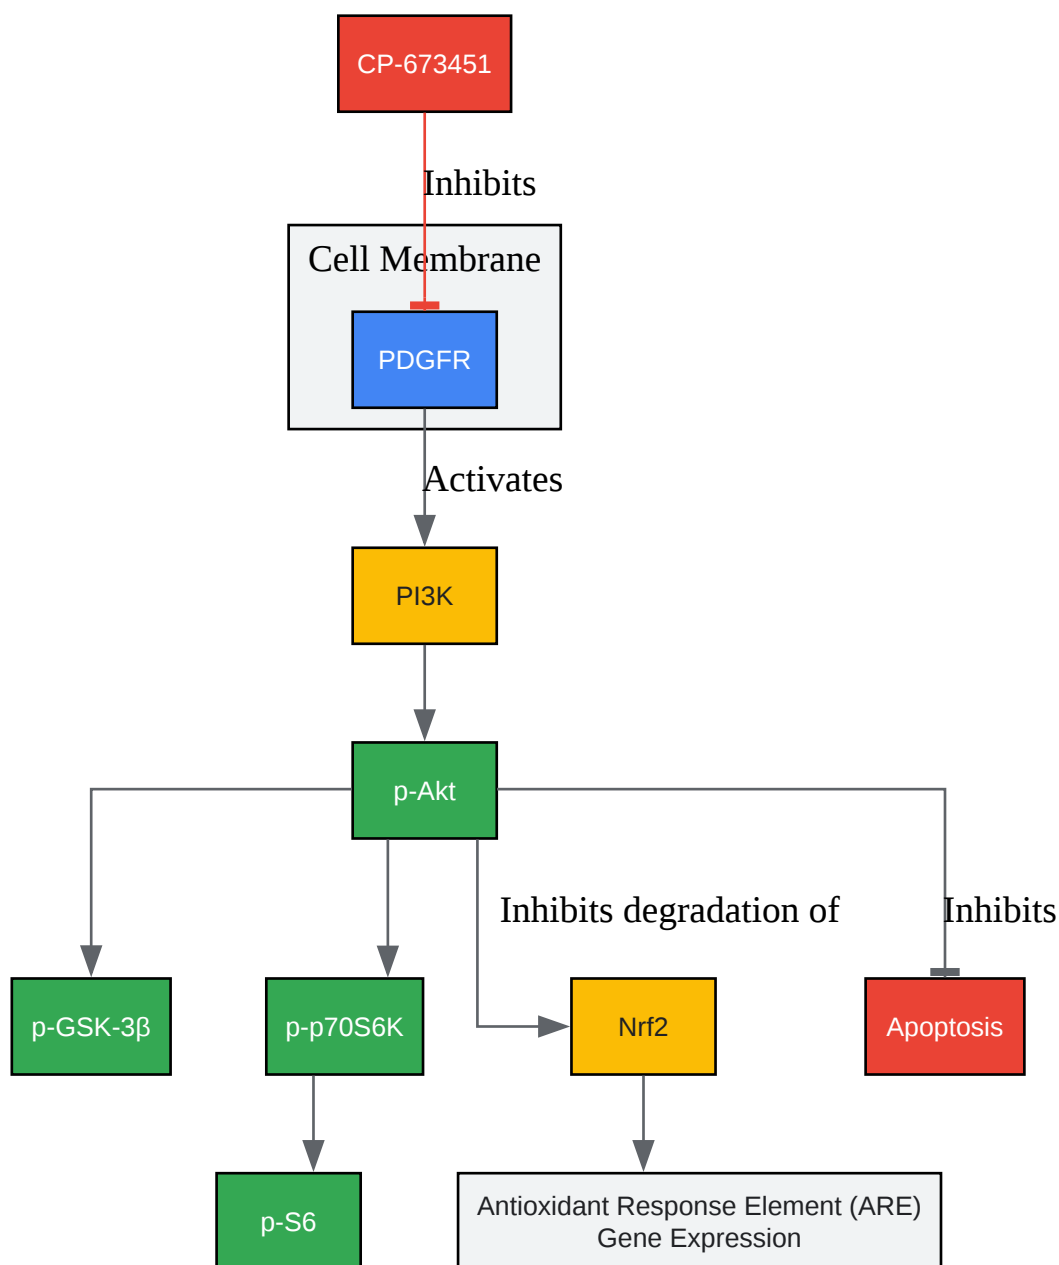 CP-673451
Inhibits
Cell Membrane
PDGFR
Activates
PI3K
p-Akt
Inhibits degradation of
Inhibits
p-GSK-3β
p-p70S6K
Nrf2
Apoptosis
p-S6
Antioxidant Response Element (ARE)
Gene Expression